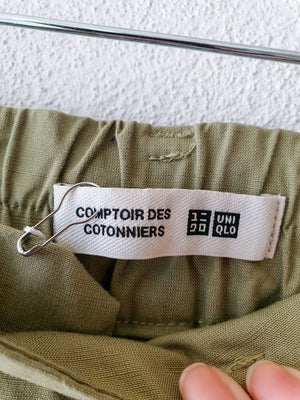 COMPTOIR DES
COTONNIERS
ユニ
クロ
UNI
QLO